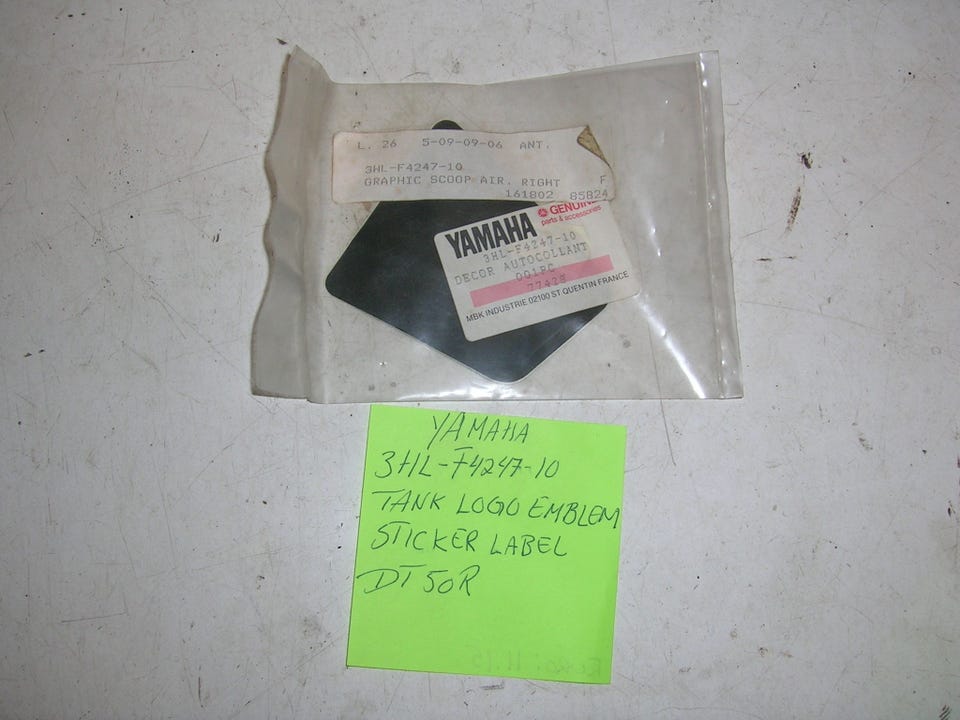 L. 26 5-09-09-06 ANT.
3HL-F4247-10
GRAPHIC SCOOP AIR, RIGHT F
161802 85824
YAMAHA GENUINE
parts & accessories
3HL-F4247-10
DECOR AUTOCOLLANT
001PC
77428
MBK INDUSTRIE 02100 ST QUENTIN FRANCE
YAMAHA
3HL-F4247-10
TANK LOGO EMBLEM
STICKER LABEL
DT 50R